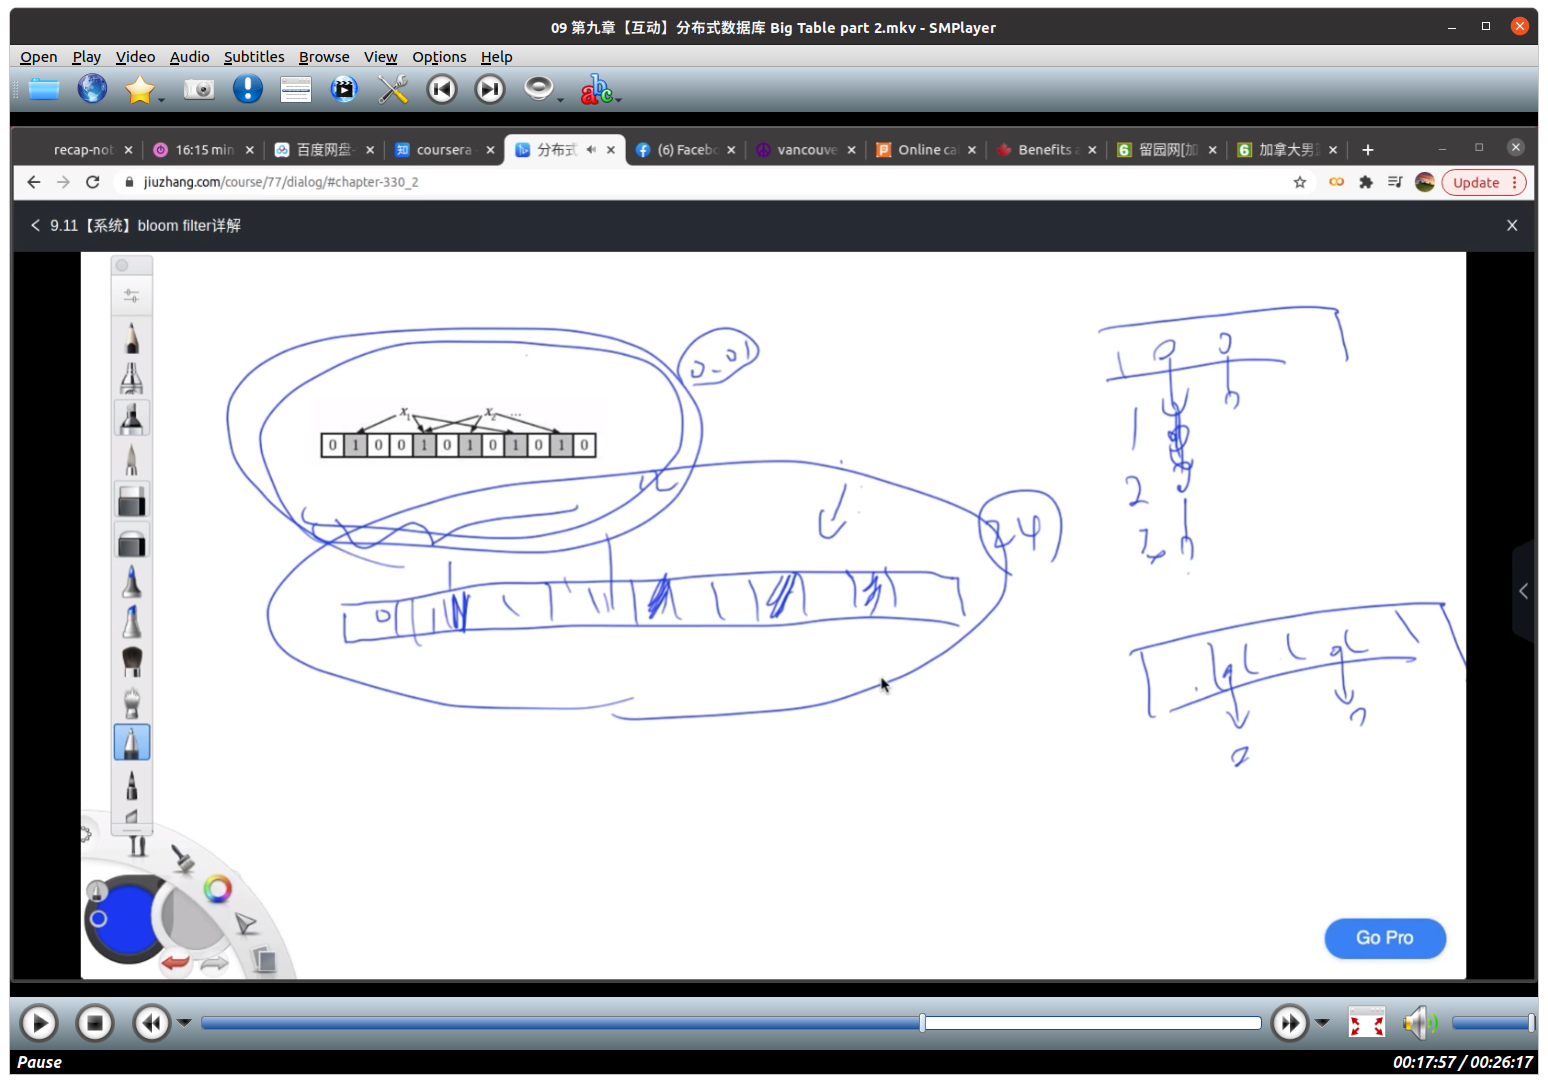 09 第九章【互动】分布式数据库 Big Table part 2.mkv - SMPlayer
Open Play Video Audio Subtitles Browse View Options Help
abc
recap-not 16:15 min 百度网盘- coursera 分布式 (6) Facebo vancouve Online cal Benefits a 留园网[加 加拿大男
jiuzhang.com/course/77/dialog/#chapter-330_2 Update
9.11【系统】bloom filter详解
0-01
x1 x2 ...
0 1 0 0 1 0 1 0 1 0 1 0
24
1
2
Go Pro
Pause 00:17:57 / 00:26:17